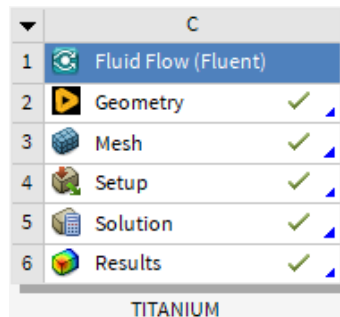 C
1 Fluid Flow (Fluent)
2 Geometry
3 Mesh
4 Setup
5 Solution
6 Results
TITANIUM